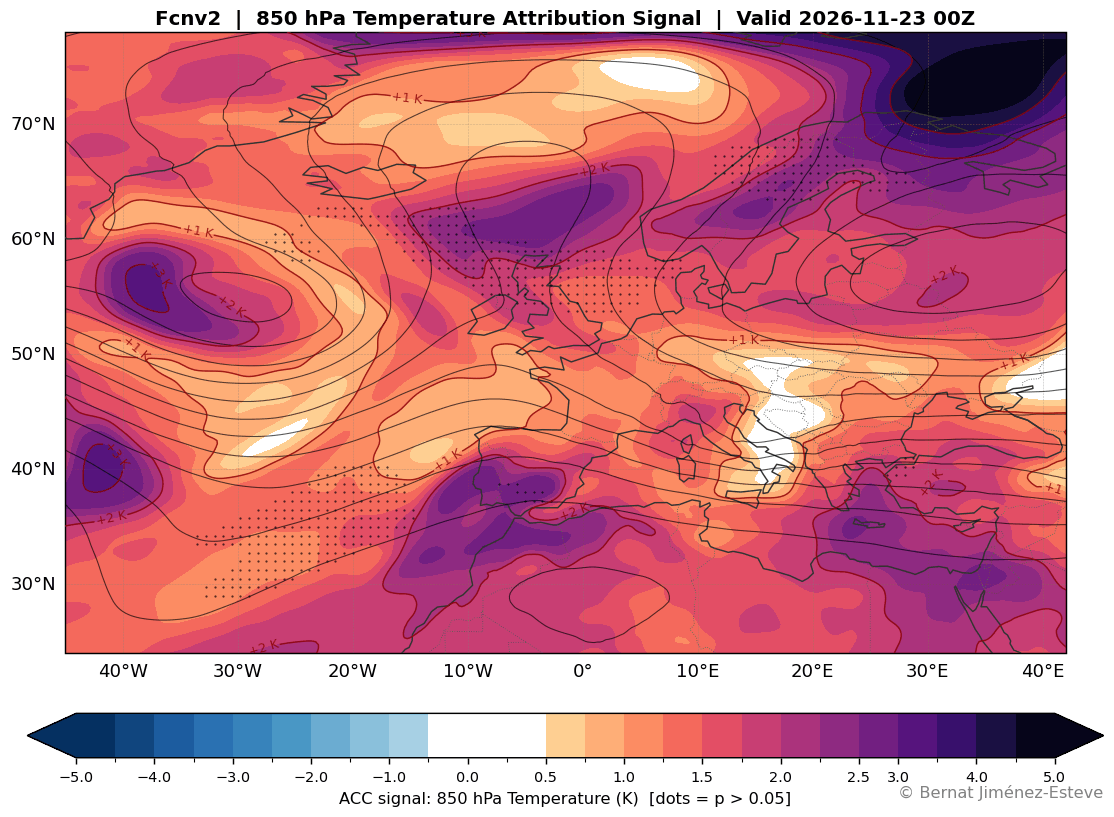 Fcnv2 | 850 hPa Temperature Attribution Signal | Valid 2026-11-23 00Z
70°N
60°N
50°N
40°N
30°N
+1 K
+2 K
+1 K
+2 K
+2 K
+1 K
+1 K
+1 K
+2 K
+1 K
+2 K
+2 K
+2 K
+1
+2 K
40°W
30°W
20°W
10°W
0°
10°E
20°E
30°E
40°E
−5.0
−4.0
−3.0
−2.0
−1.0
0.0
0.5
1.0
1.5
2.0
2.5
3.0
4.0
5.0
ACC signal: 850 hPa Temperature (K) [dots = p > 0.05]
© Bernat Jiménez-Esteve